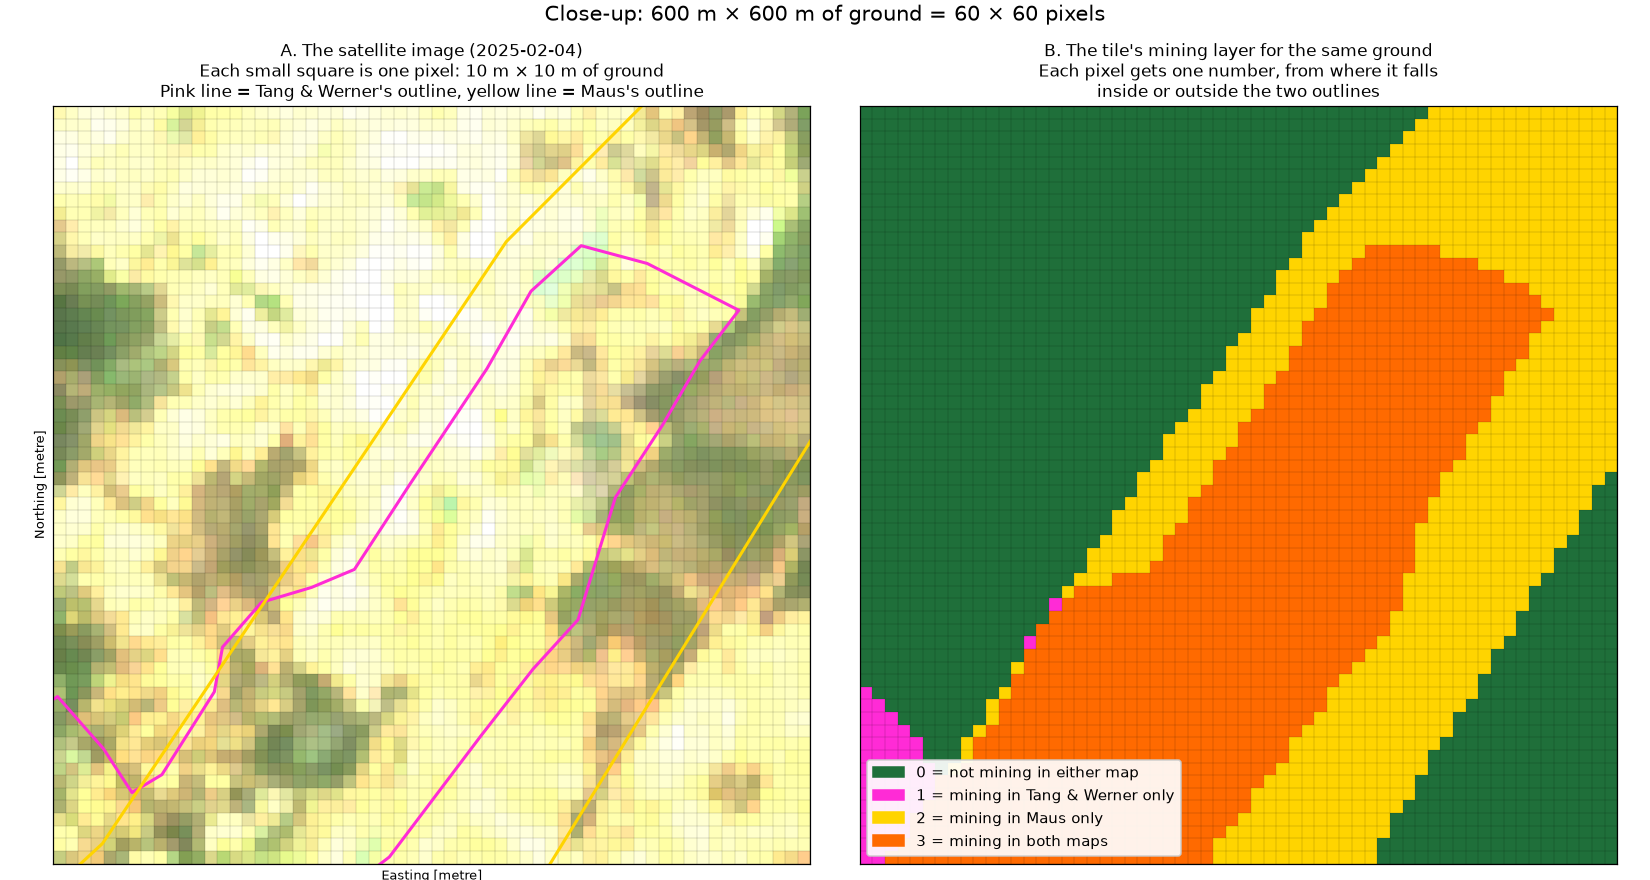 Close-up: 600 m × 600 m of ground = 60 × 60 pixels
A. The satellite image (2025-02-04)
Each small square is one pixel: 10 m × 10 m of ground
Pink line = Tang & Werner's outline, yellow line = Maus's outline
B. The tile's mining layer for the same ground
Each pixel gets one number, from where it falls
inside or outside the two outlines
Northing [metre]
Easting [metre]
0 = not mining in either map
1 = mining in Tang & Werner only
2 = mining in Maus only
3 = mining in both maps